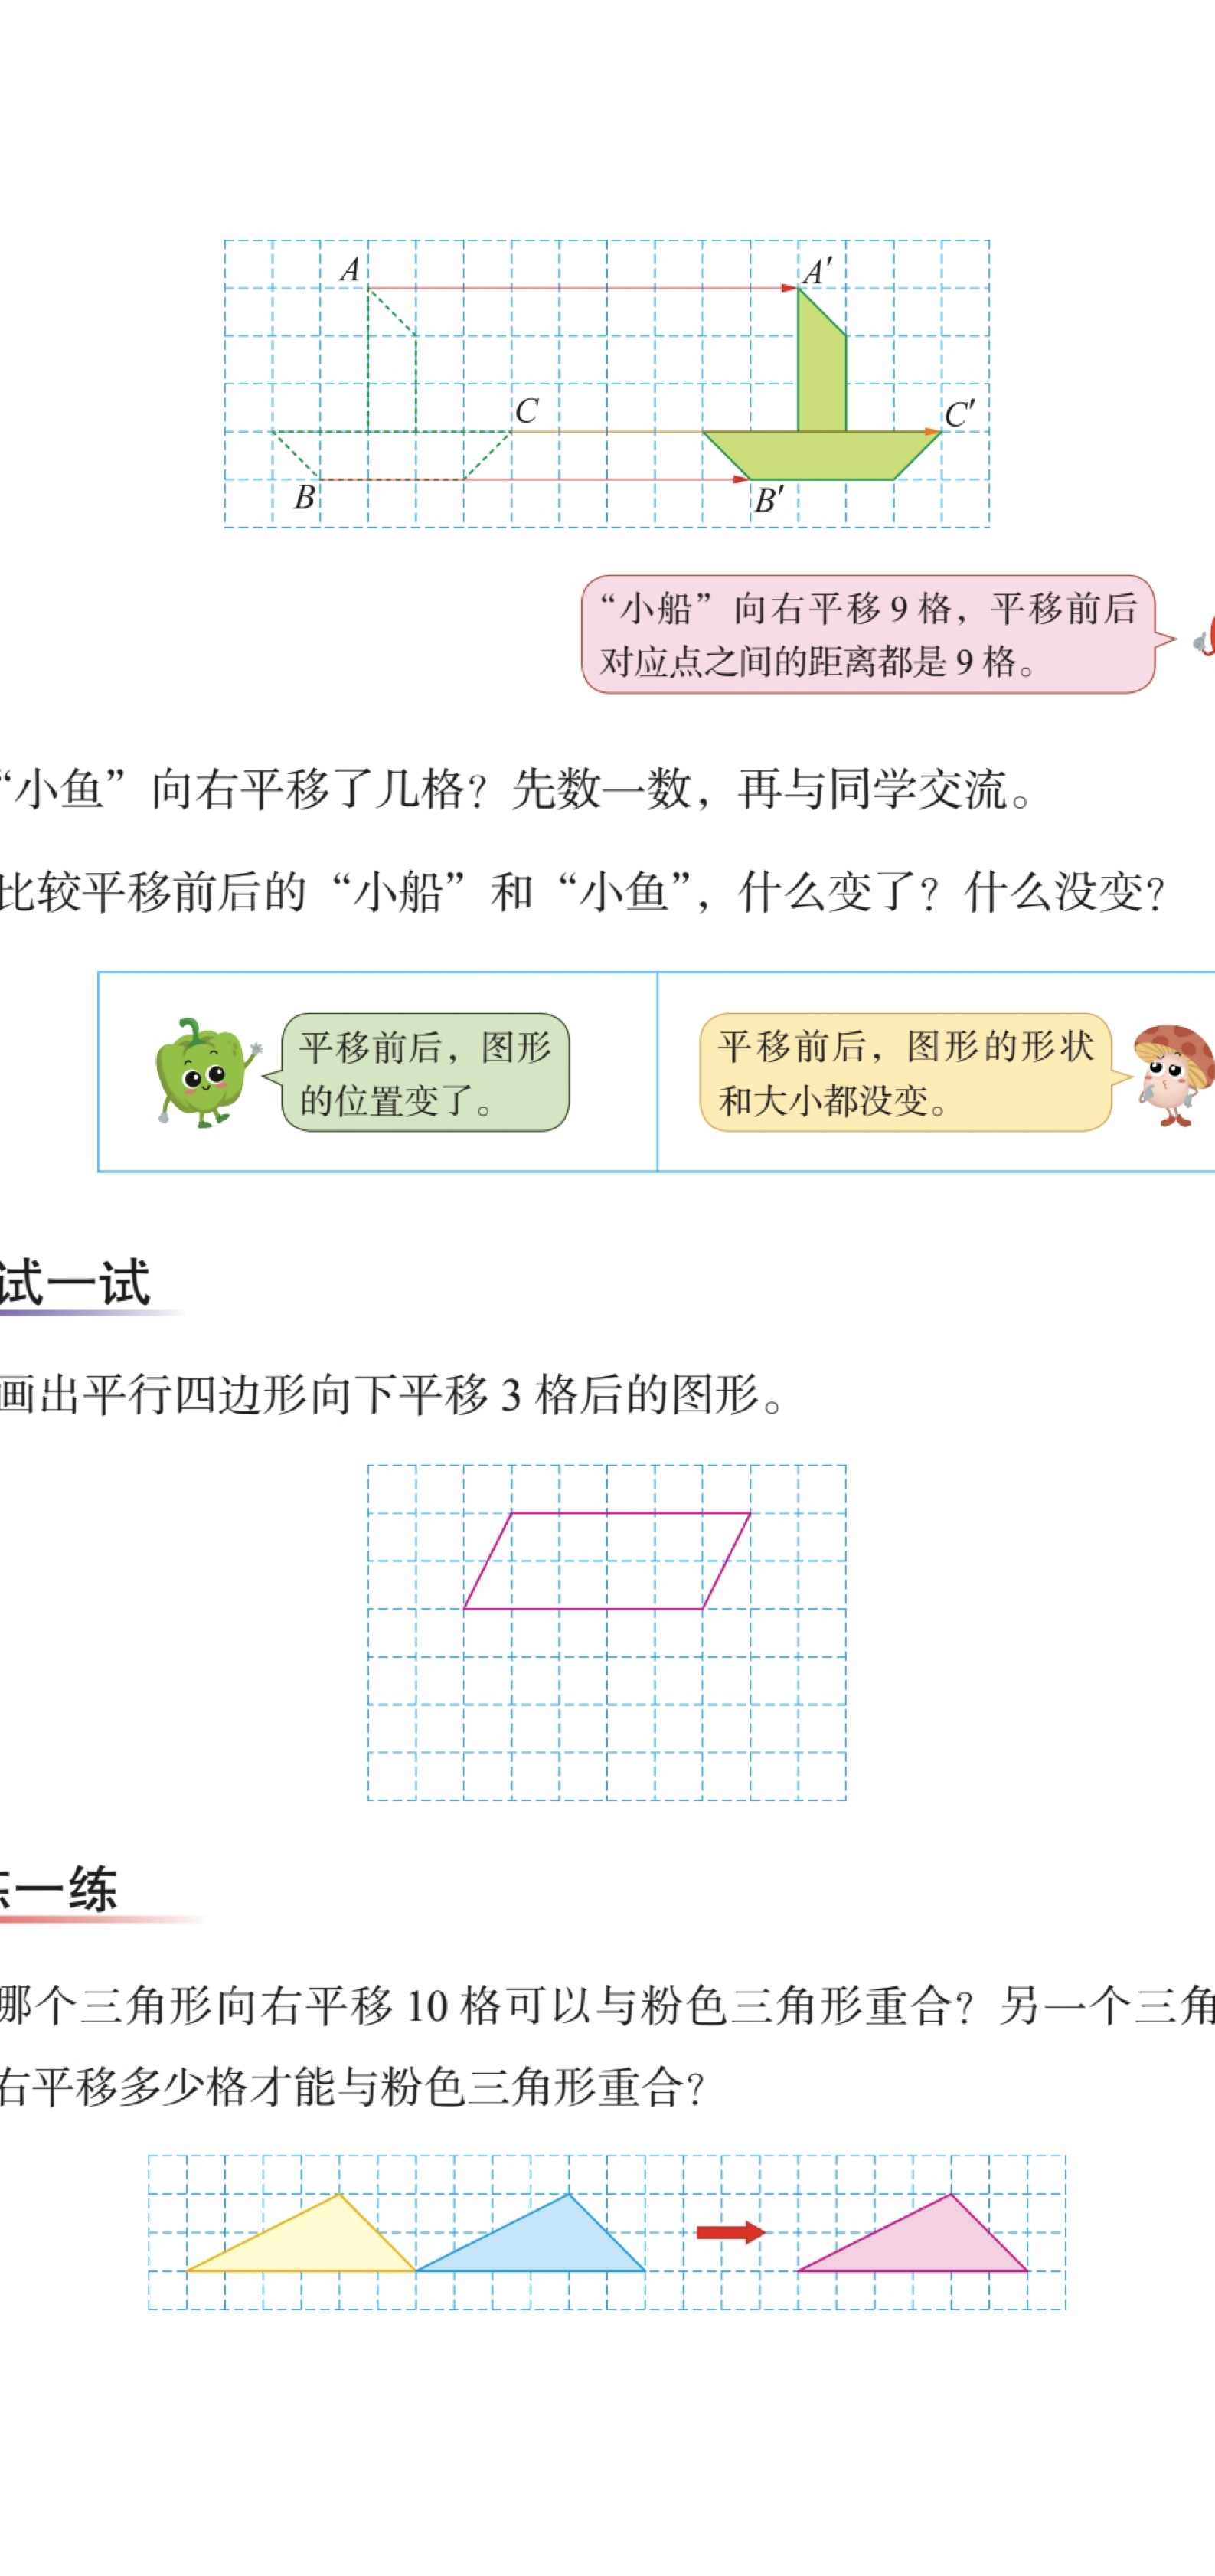 A
A′
C
C′
B
B′
“小船”向右平移 9 格，平移前后
对应点之间的距离都是 9 格。
“小鱼”向右平移了几格？先数一数，再与同学交流。
比较平移前后的“小船”和“小鱼”，什么变了？什么没变？
平移前后，图形
的位置变了。
平移前后，图形的形状
和大小都没变。
试一试
画出平行四边形向下平移 3 格后的图形。
一练
哪个三角形向右平移 10 格可以与粉色三角形重合？另一个三角
右平移多少格才能与粉色三角形重合？